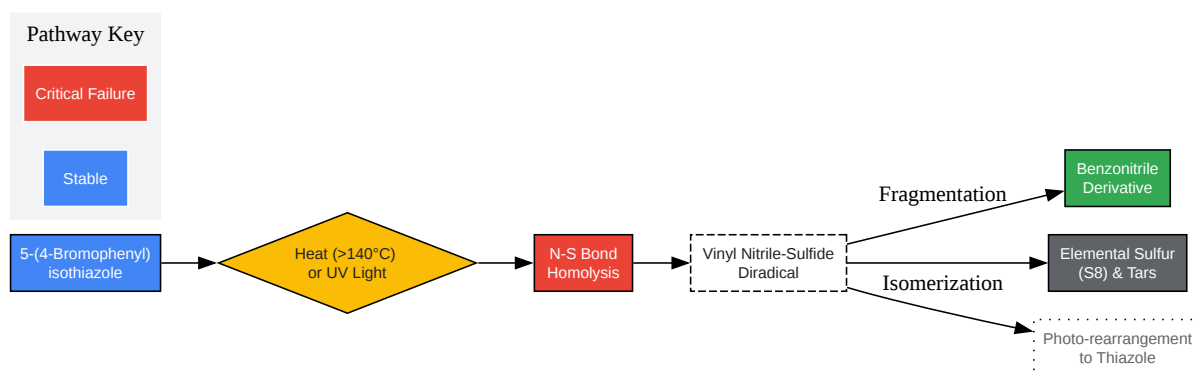 Pathway Key
Critical Failure
Stable
5-(4-Bromophenyl)
isothiazole
Heat (>140°C)
or UV Light
N-S Bond
Homolysis
Vinyl Nitrile-Sulfide
Diradical
Fragmentation
Isomerization
Benzonitrile
Derivative
Elemental Sulfur
(S8) & Tars
Photo-rearrangement
to Thiazole